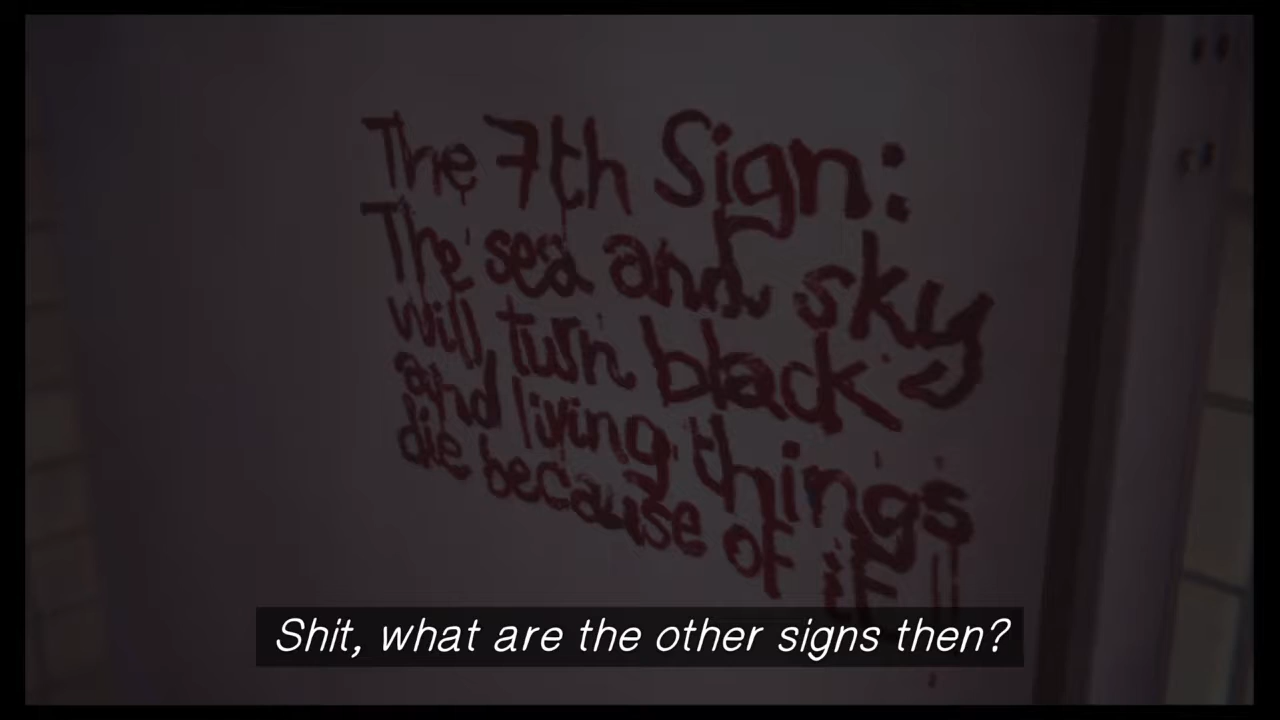 The 7th Sign:
The sea and sky
will turn black
and living things
die because of it
Shit, what are the other signs then?